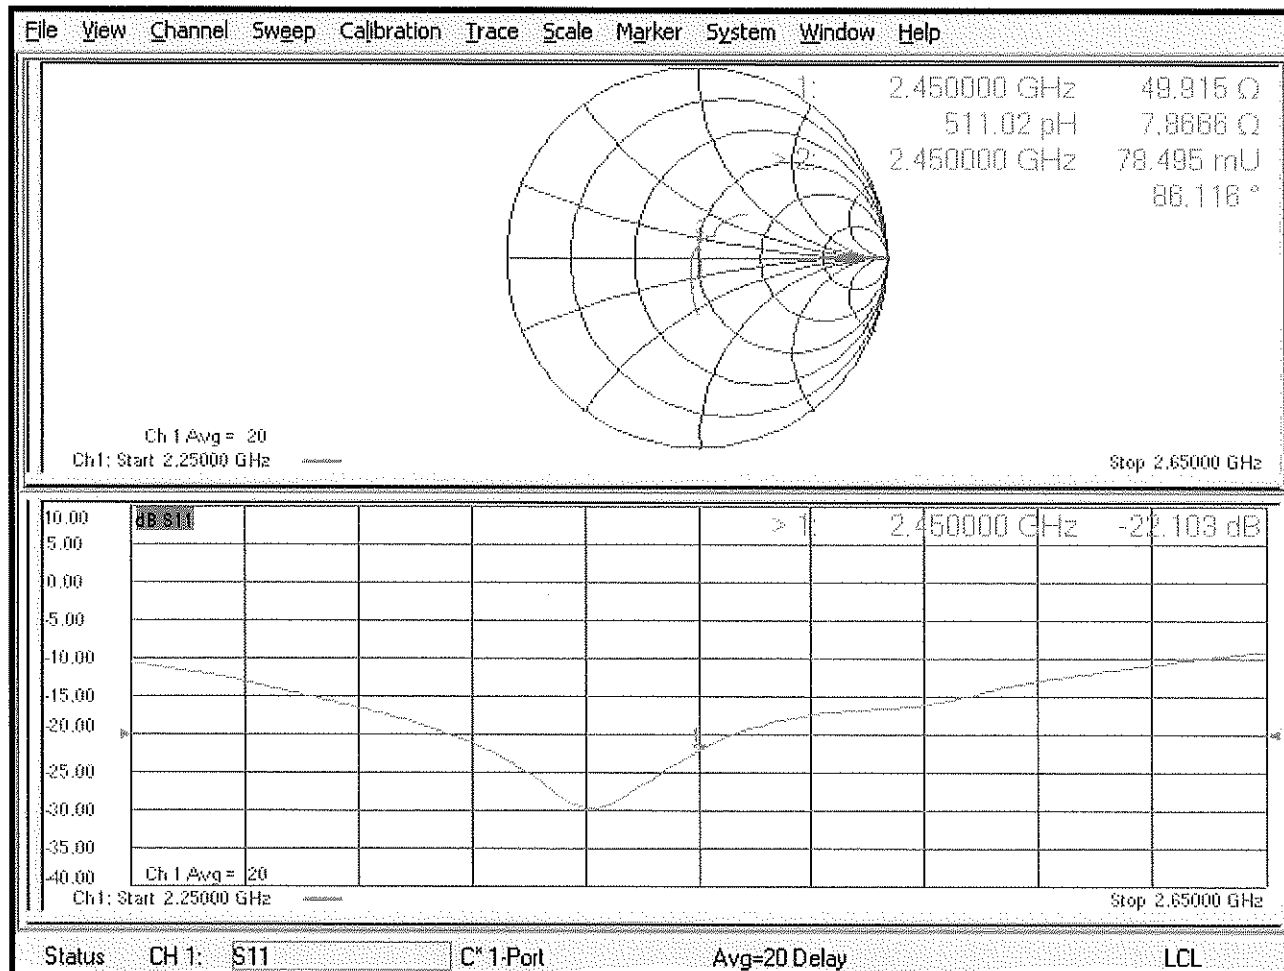 File View Channel Sweep Calibration Trace Scale Marker System Window Help
1: 2.450000 GHz 49.915 Ω
511.02 pH 7.8666 Ω
> 2: 2.450000 GHz 78.495 mU
86.116 °
Ch 1 Avg = 20
Ch1: Start 2.25000 GHz
Stop 2.65000 GHz
10.00 dB S11 > 1: 2.450000 GHz -22.103 dB
5.00
0.00
-5.00
-10.00
-15.00
-20.00
1
-25.00
-30.00
-35.00
-40.00 Ch 1 Avg = 20
Ch1: Start 2.25000 GHz
Stop 2.65000 GHz
Status CH 1: S11 C* 1-Port Avg=20 Delay LCL